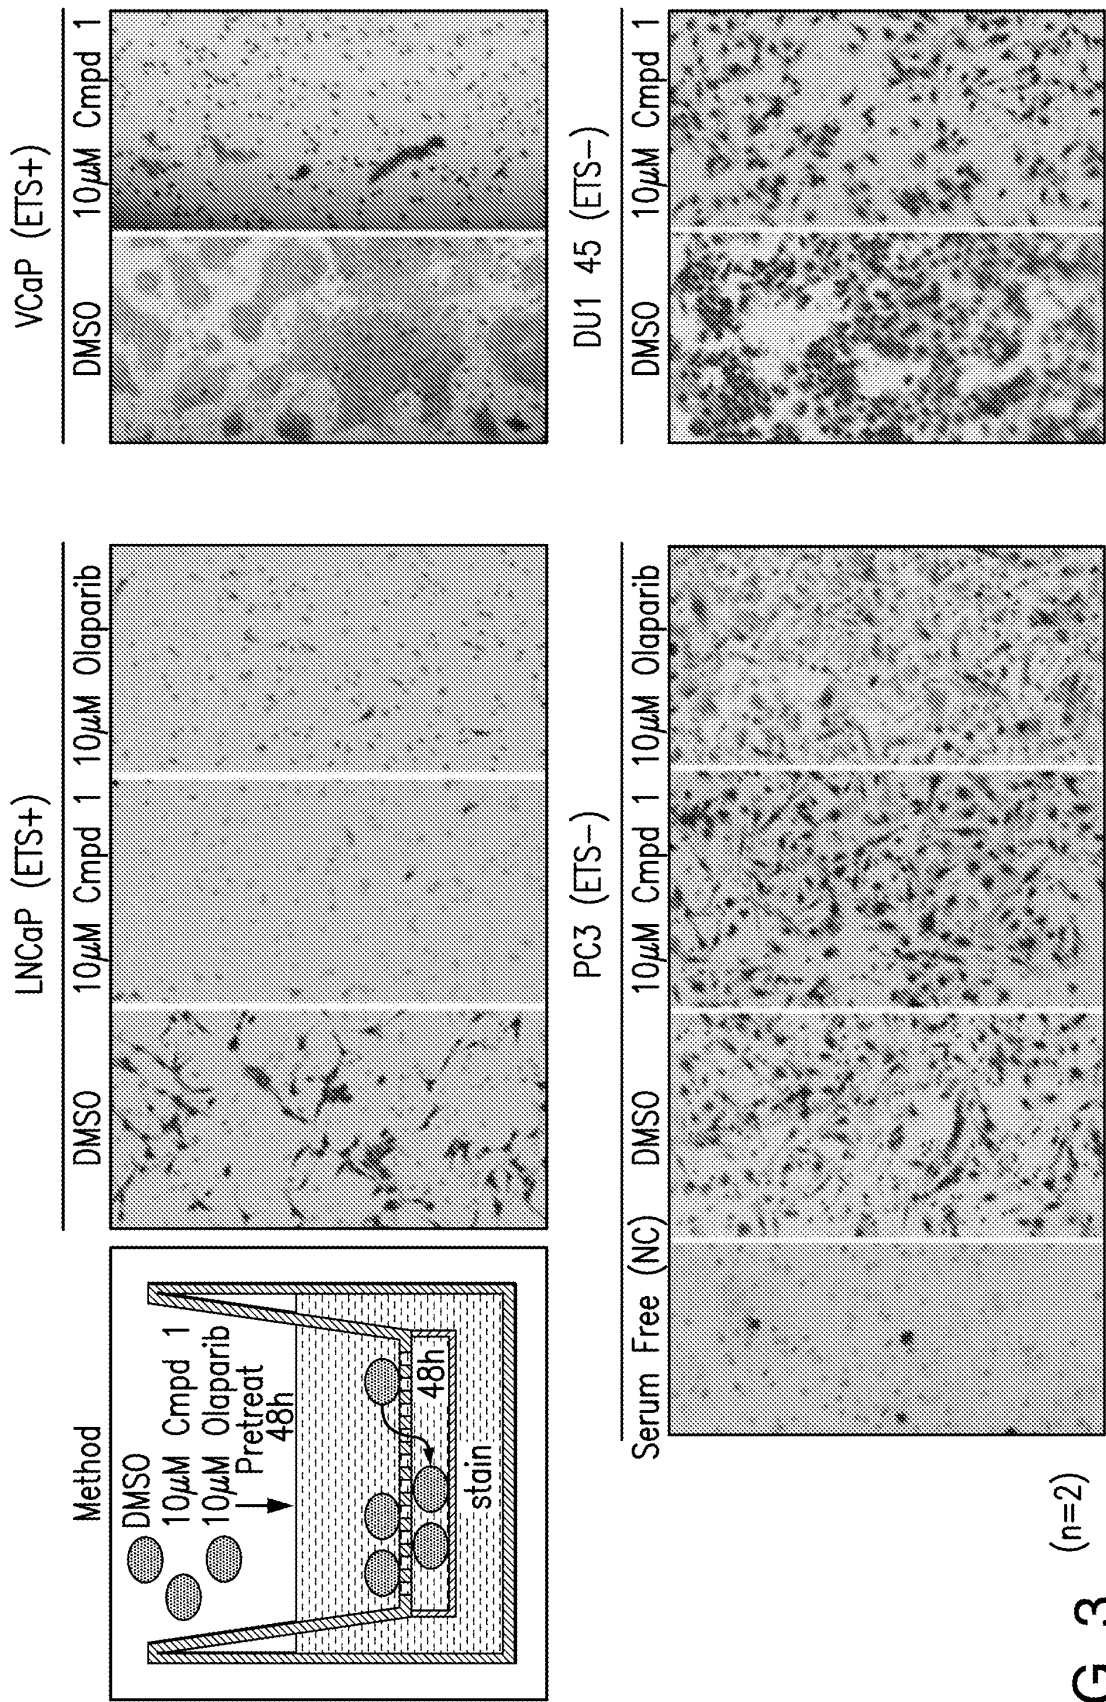 Method
DMSO
10µM Cmpd 1
10µM Olaparib
Pretreat
48h
48h
stain
LNCaP (ETS+)
DMSO 10µM Cmpd 1 10µM Olaparib
VCaP (ETS+)
DMSO 10µM Cmpd 1
PC3 (ETS−)
Serum Free (NC) DMSO 10µM Cmpd 1 10µM Olaparib
DU1 45 (ETS−)
DMSO 10µM Cmpd 1
(n=2)
G 3